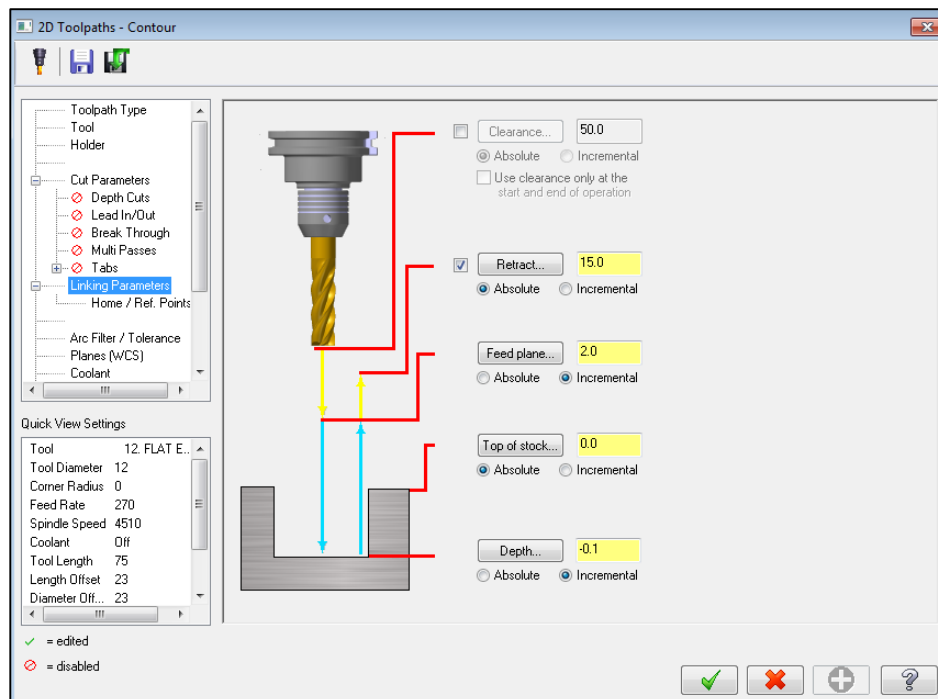 2D Toolpaths - Contour
Toolpath Type
Tool
Holder
Cut Parameters
Depth Cuts
Lead In/Out
Break Through
Multi Passes
Tabs
Linking Parameters
Home / Ref. Points
Arc Filter / Tolerance
Planes (WCS)
Coolant
Quick View Settings
Tool 12. FLAT E...
Tool Diameter 12
Corner Radius 0
Feed Rate 270
Spindle Speed 4510
Coolant Off
Tool Length 75
Length Offset 23
Diameter Off... 23
= edited
= disabled
Clearance... 50.0
Absolute Incremental
Use clearance only at the
start and end of operation
Retract... 15.0
Absolute Incremental
Feed plane... 2.0
Absolute Incremental
Top of stock... 0.0
Absolute Incremental
Depth... -0.1
Absolute Incremental